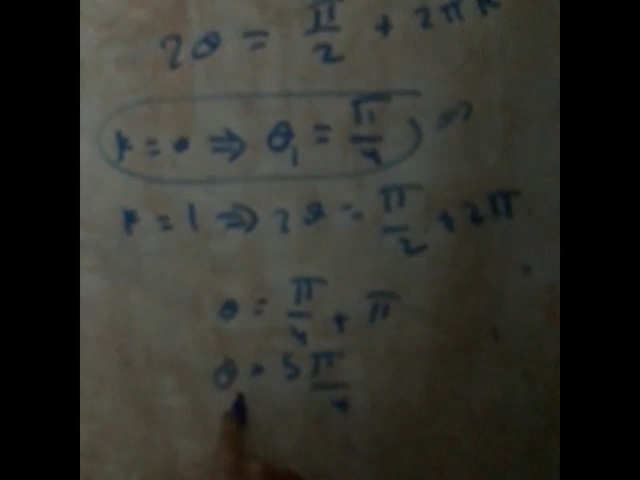 2θ = π/2 + 2πk
k = 0 ⇒ θ₁ = π/4 ⇒
k = 1 ⇒ 2θ = π/2 + 2π
θ = π/4 + π
θ = 5π/4